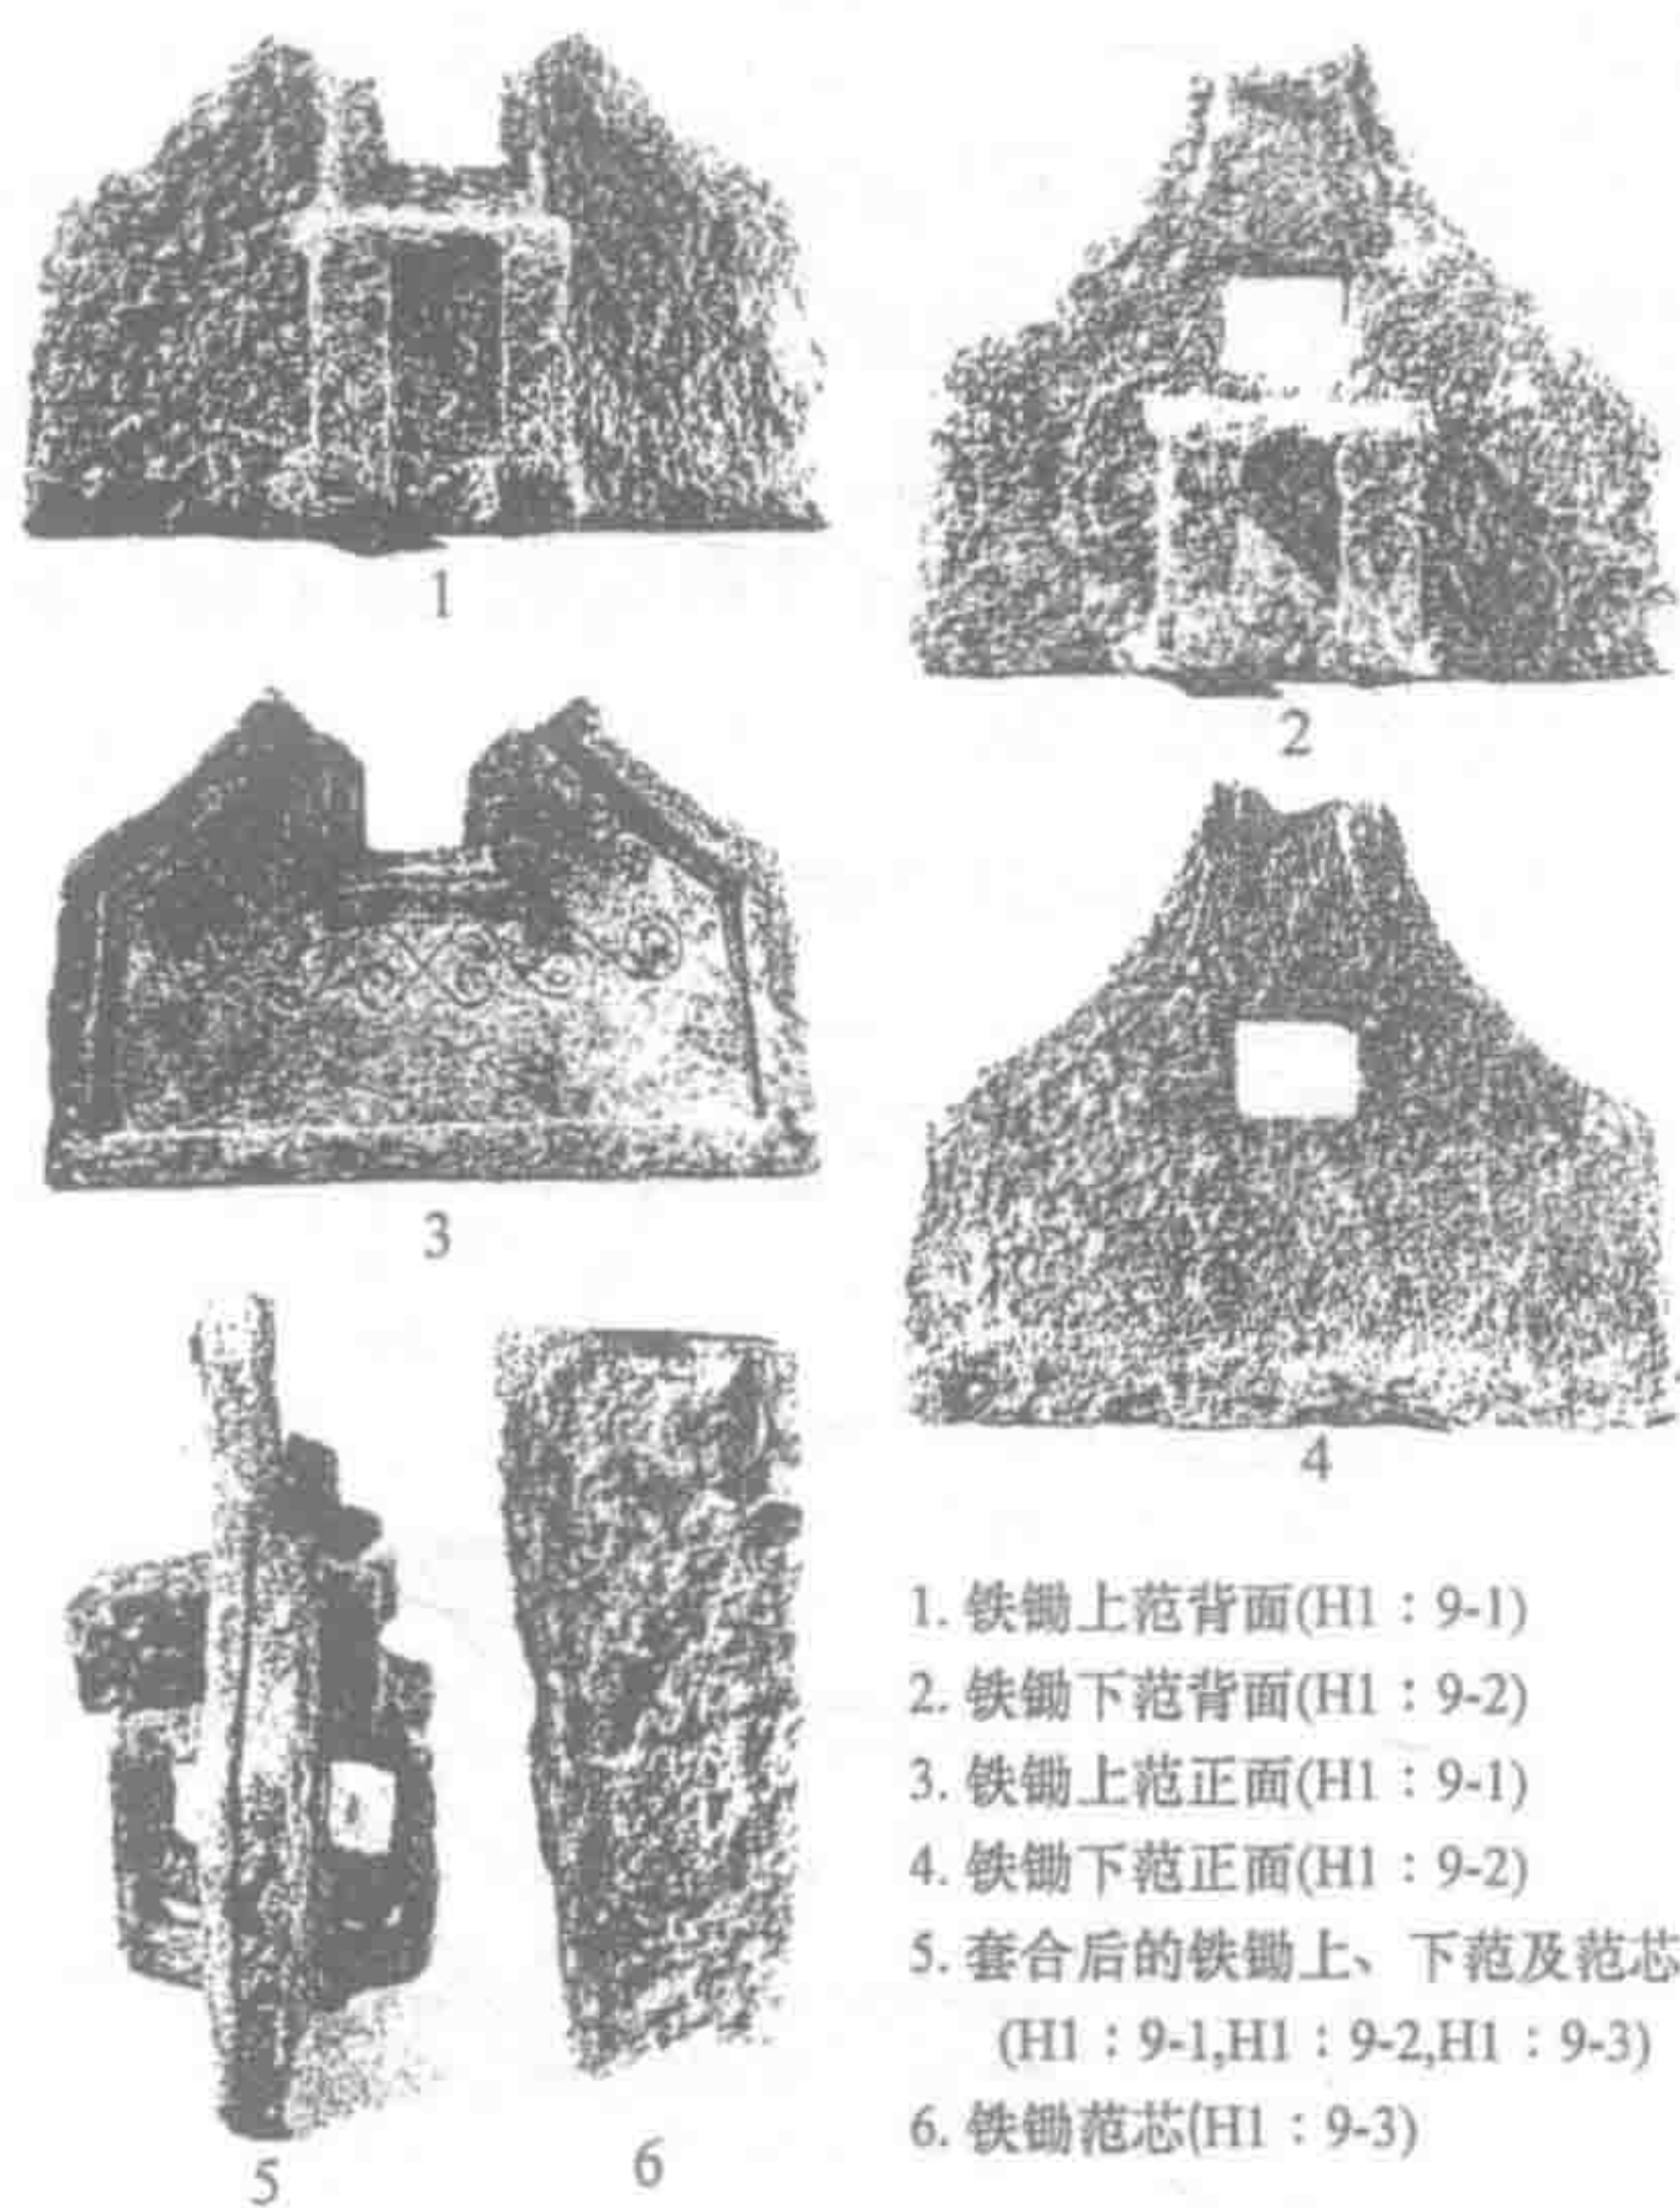 1
2
3
4
5
6
1. 铁锄上范背面(H1：9-1)
2. 铁锄下范背面(H1：9-2)
3. 铁锄上范正面(H1：9-1)
4. 铁锄下范正面(H1：9-2)
5. 套合后的铁锄上、下范及范芯
(H1：9-1,H1：9-2,H1：9-3)
6. 铁锄范芯(H1：9-3)